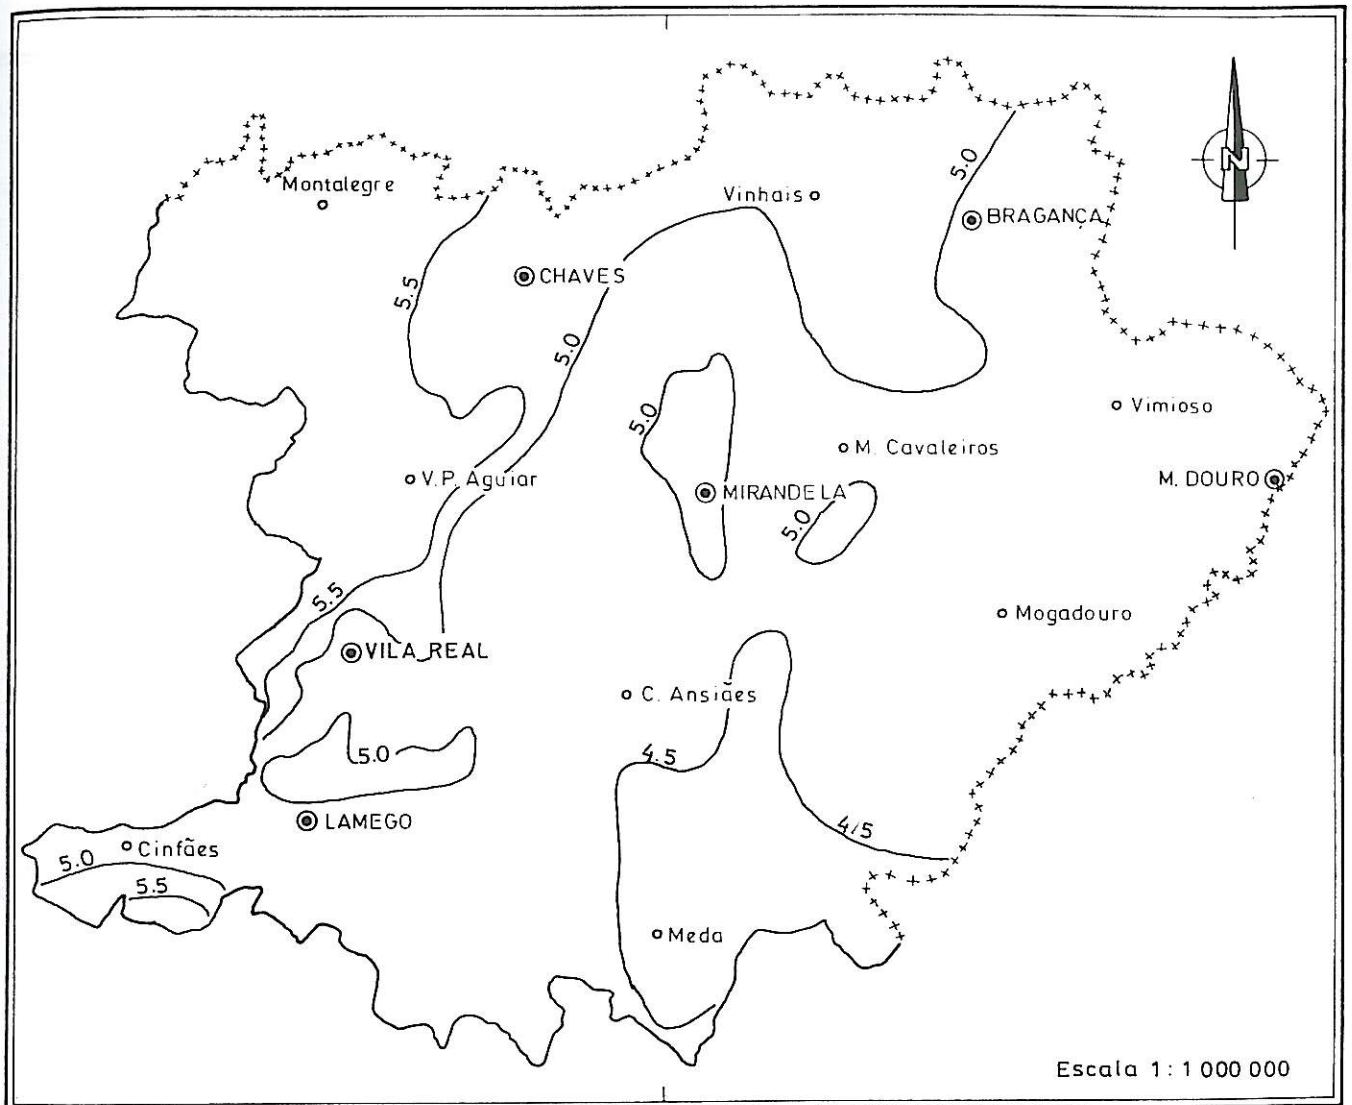 N
Montalegre
Vinhais
5.0
BRAGANÇA
5.5
CHAVES
5.0
5.0
Vimioso
M. Cavaleiros
V.P. Aguiar
M. DOURO
MIRANDELA
5.0
5.5
Mogadouro
VILA REAL
C. Ansiães
5.0
4.5
LAMEGO
4.5
Cinfães
5.0
5.5
Meda
Escala 1:1 000 000